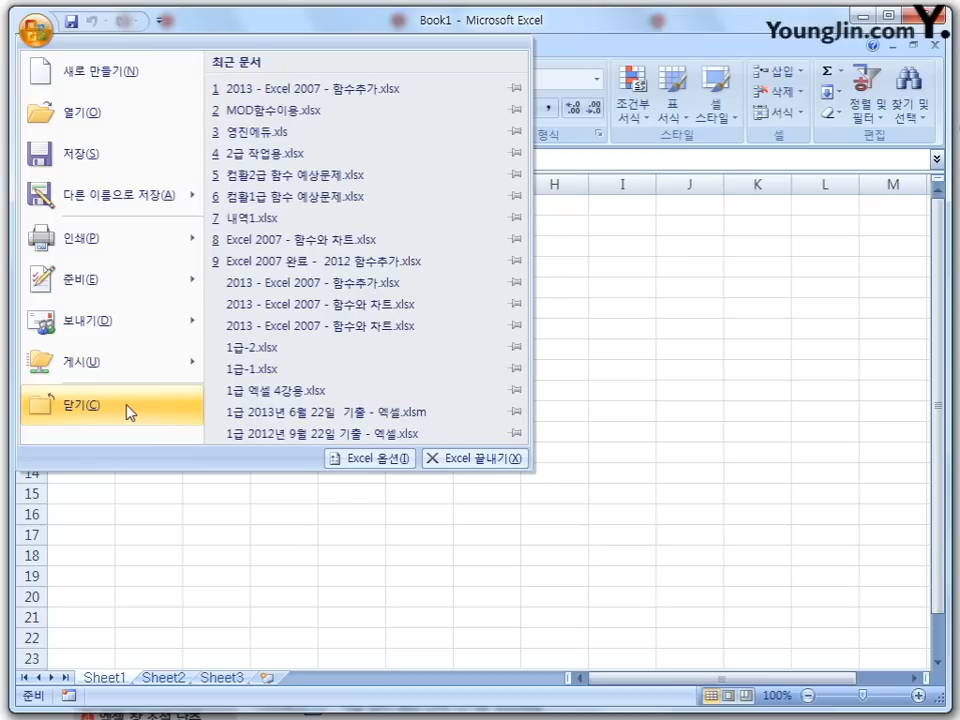 Book1 - Microsoft Excel
YoungJin.com Y.
새로 만들기(N)
열기(O)
저장(S)
다른 이름으로 저장(A)
인쇄(P)
준비(E)
보내기(D)
게시(U)
닫기(C)
최근 문서
1 2013 - Excel 2007 - 함수추가.xlsx
2 MOD함수이용.xlsx
3 영진에듀.xls
4 2급 작업용.xlsx
5 컴활2급 함수 예상문제.xlsx
6 컴활1급 함수 예상문제.xlsx
7 내역1.xlsx
8 Excel 2007 - 함수와 차트.xlsx
9 Excel 2007 완료 - 2012 함수추가.xlsx
2013 - Excel 2007 - 함수추가.xlsx
2013 - Excel 2007 - 함수와 차트.xlsx
2013 - Excel 2007 - 함수와 차트.xlsx
1급-2.xlsx
1급-1.xlsx
1급 엑셀 4강용.xlsx
1급 2013년 6월 22일 기출 - 엑셀.xlsm
1급 2012년 9월 22일 기출 - 엑셀.xlsx
Excel 옵션(I)
Excel 끝내기(X)
조건부 서식
표 서식
셀 스타일
삽입
삭제
서식
정렬 및 필터
찾기 및 선택
형식
스타일
셀
편집
H I J K L M
14
15
16
17
18
19
20
21
22
23
Sheet1 Sheet2 Sheet3
준비
100%